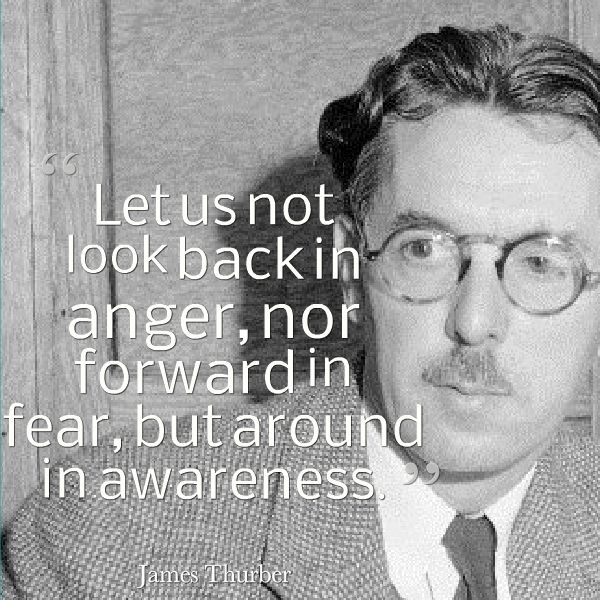 “ Let us not
look back in
anger, nor
forward in
fear, but around
in awareness. ”
James Thurber